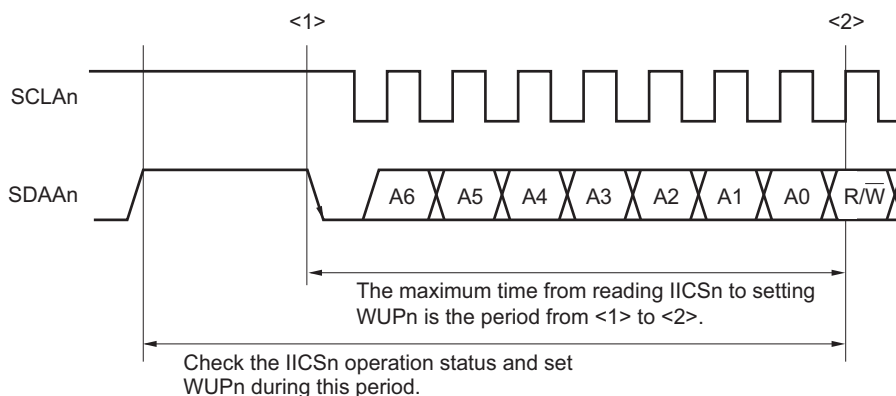 <1> <2>
SCLAn
SDAAn A6 A5 A4 A3 A2 A1 A0 R/W̅
The maximum time from reading IICSn to setting
WUPn is the period from <1> to <2>.
Check the IICSn operation status and set
WUPn during this period.